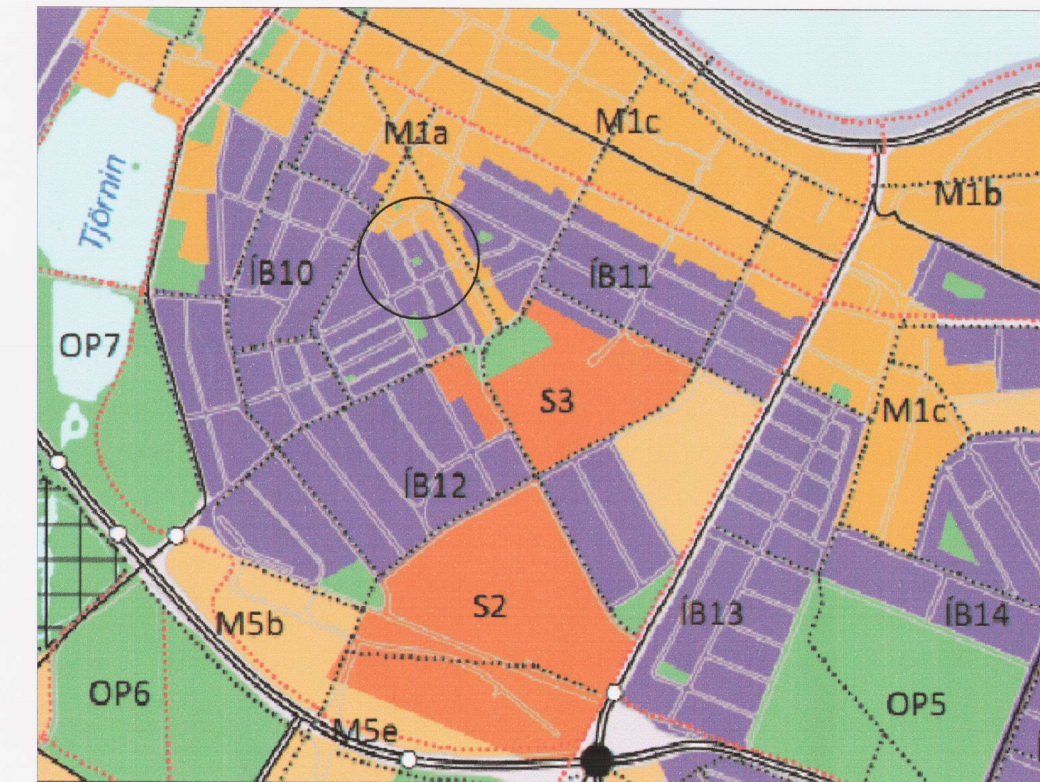 M1a
M1c
M1b
Tjörnin
ÍB10
ÍB11
OP7
S3
M1c
ÍB12
S2
ÍB13
ÍB14
M5b
OP6
OP5
M5e